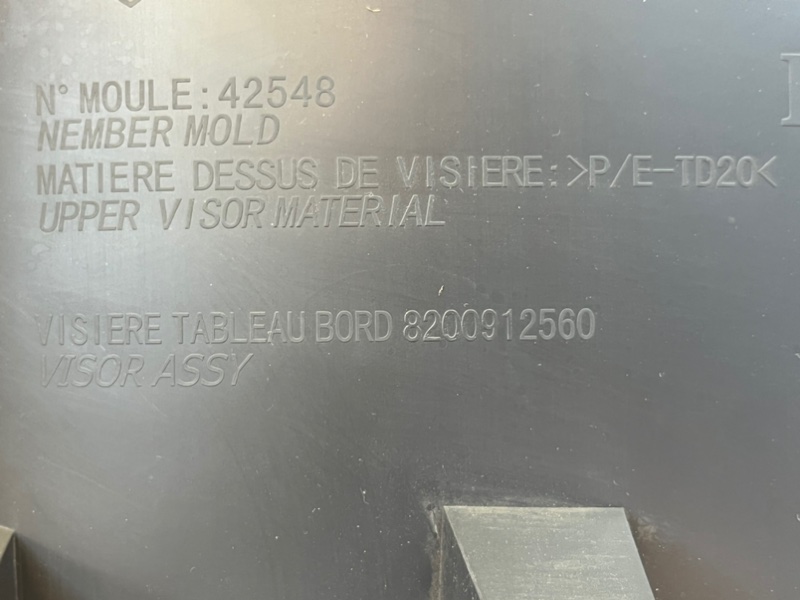 N° MOULE: 42548
NEMBER MOLD
MATIERE DESSUS DE VISIERE: >P/E-TD20<
UPPER VISOR MATERIAL
VISIERE TABLEAU BORD 8200912560
VISOR ASSY